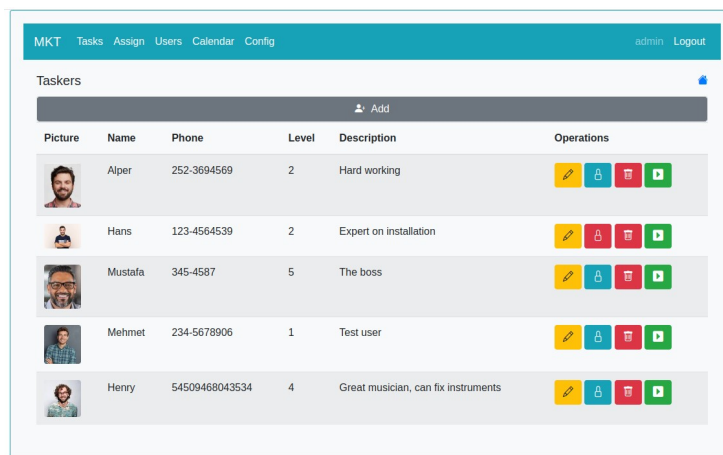 MKT Tasks Assign Users Calendar Config admin Logout
Taskers
Add
Picture Name Phone Level Description Operations
Alper 252-3694569 2 Hard working
Hans 123-4564539 2 Expert on installation
Mustafa 345-4587 5 The boss
Mehmet 234-5678906 1 Test user
Henry 54509468043534 4 Great musician, can fix instruments